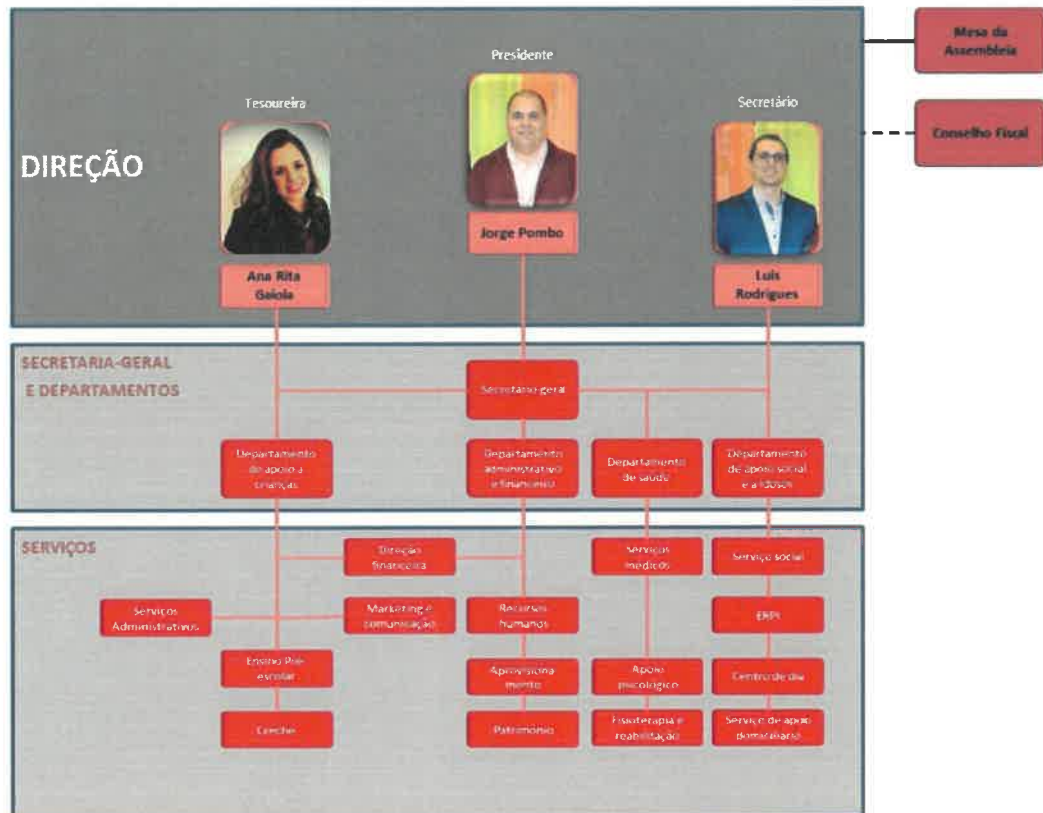 Mesa da
Assembleia
Conselho Fiscal
DIREÇÃO
Presidente
Tesoureira
Secretário
Jorge Pombo
Ana Rita
Gaiola
Luis
Rodrigues
SECRETARIA-GERAL
E DEPARTAMENTOS
Secretário-geral
Departamento
de apoio a
crianças
Departamento
administrativo
e financeiro
Departamento
de saúde
Departamento
de apoio social
e a idosos
SERVIÇOS
Direção
financeira
Serviços
médicos
Serviço social
Serviços
Administrativos
Marketing e
comunicação
Recursos
humanos
ERPI
Ensino Pré-
escolar
Aprovisiona
mento
Apoio
psicológico
Centro de dia
Creche
Património
Fisioterapia e
reabilitação
Serviço de apoio
domiciliário